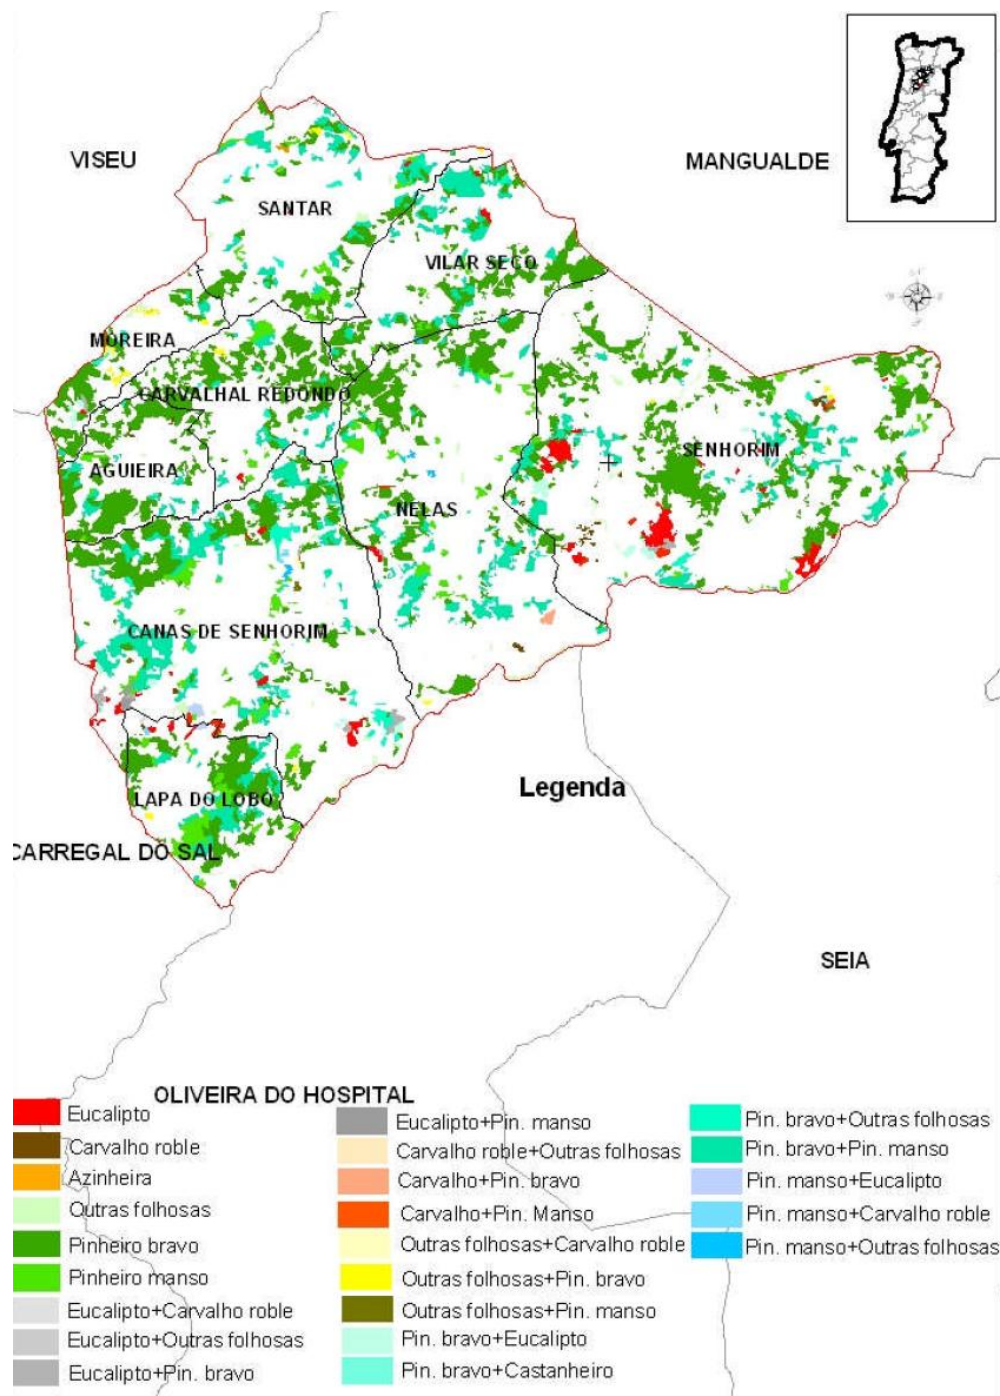 VISEU
MANGUALDE
SANTAR
VILAR SECO
MOREIRA
CARVALHAL REDONDO
SENHORIM
AGUIEIRA
NELAS
CANAS DE SENHORIM
Legenda
LAPA DO LOBO
CARREGAL DO SAL
SEIA
OLIVEIRA DO HOSPITAL
Eucalipto
Carvalho roble
Azinheira
Outras folhosas
Pinheiro bravo
Pinheiro manso
Eucalipto+Carvalho roble
Eucalipto+Outras folhosas
Eucalipto+Pin. bravo
Eucalipto+Pin. manso
Carvalho roble+Outras folhosas
Carvalho+Pin. bravo
Carvalho+Pin. Manso
Outras folhosas+Carvalho roble
Outras folhosas+Pin. bravo
Outras folhosas+Pin. manso
Pin. bravo+Eucalipto
Pin. bravo+Castanheiro
Pin. bravo+Outras folhosas
Pin. bravo+Pin. manso
Pin. manso+Eucalipto
Pin. manso+Carvalho roble
Pin. manso+Outras folhosas